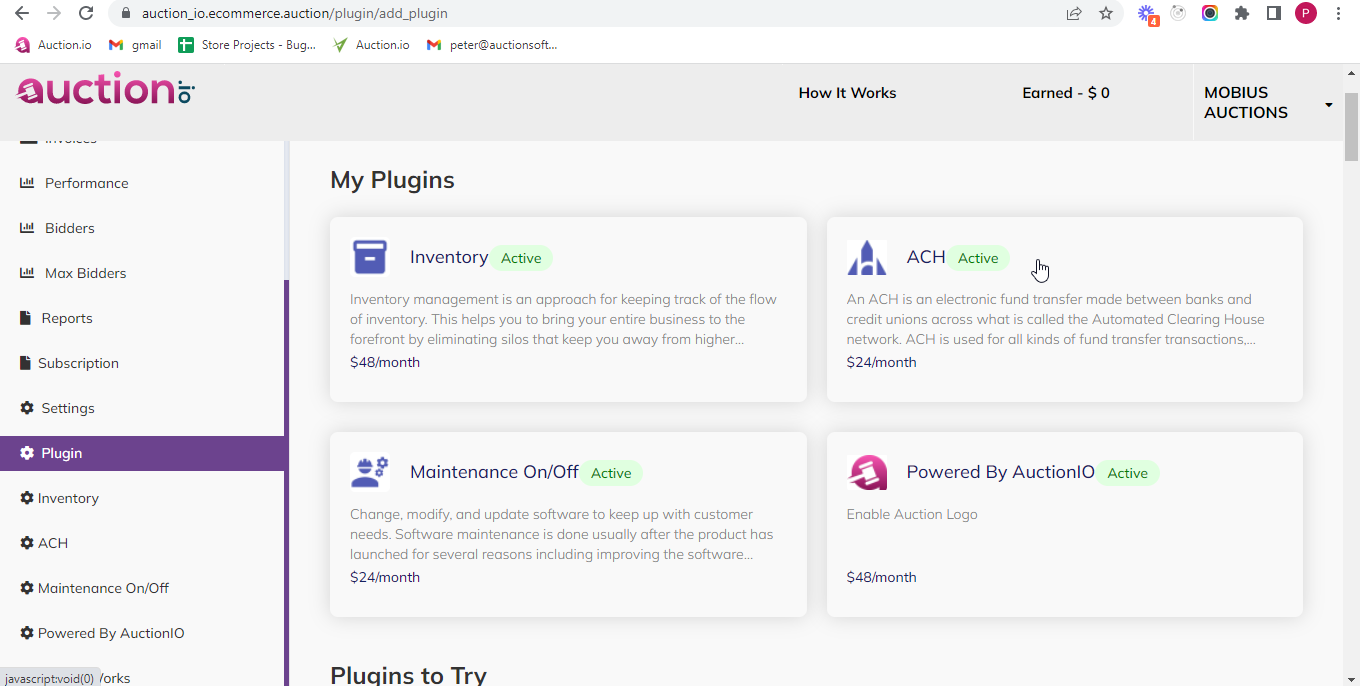 auction_io.ecommerce.auction/plugin/add_plugin
4
P
Auction.io
gmail
Store Projects - Bug...
Auction.io
peter@auctionsoft...
auction.io
How It Works
Earned - $ 0
MOBIUS
AUCTIONS
Invoices
Performance
Bidders
Max Bidders
Reports
Subscription
Settings
Plugin
Inventory
ACH
Maintenance On/Off
Powered By AuctionIO
orks
javascript:void(0)
My Plugins
Inventory Active
Inventory management is an approach for keeping track of the flow
of inventory. This helps you to bring your entire business to the
forefront by eliminating silos that keep you away from higher...
$48/month
ACH Active
An ACH is an electronic fund transfer made between banks and
credit unions across what is called the Automated Clearing House
network. ACH is used for all kinds of fund transfer transactions,...
$24/month
Maintenance On/Off Active
Change, modify, and update software to keep up with customer
needs. Software maintenance is done usually after the product has
launched for several reasons including improving the software...
$24/month
Powered By AuctionIO Active
Enable Auction Logo
$48/month
Plugins to Try